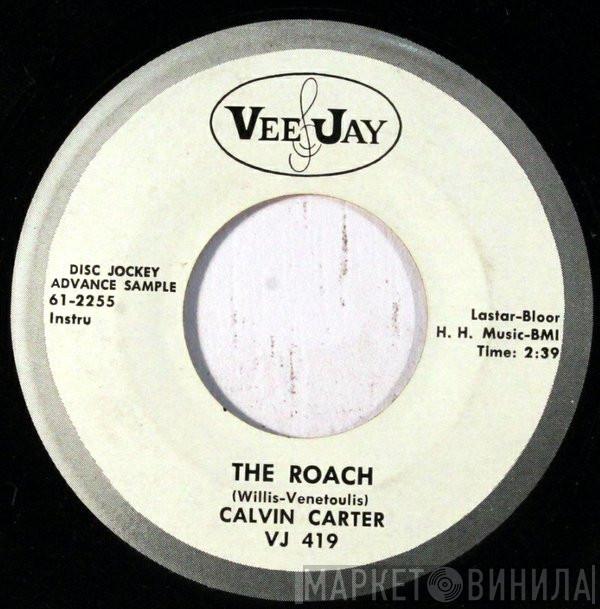 VEE JAY
DISC JOCKEY
ADVANCE SAMPLE
61-2255
Instru
Lastar-Bloor
H. H. Music-BMI
Time: 2:39
THE ROACH
(Willis-Venetoulis)
CALVIN CARTER
VJ 419
МАРКЕТ ВИНИЛА